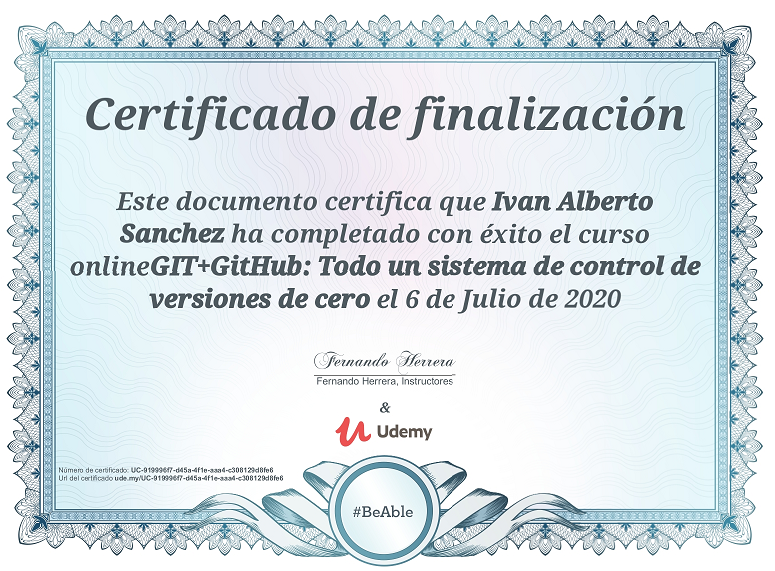 Certificado de finalización
Este documento certifica que Ivan Alberto
Sanchez ha completado con éxito el curso
onlineGIT+GitHub: Todo un sistema de control de
versiones de cero el 6 de Julio de 2020
Fernando Herrera
Fernando Herrera, Instructores
&
Udemy
Número de certificado: UC-919996f7-d45a-4f1e-aaa4-c308129d8fe6
Url del certificado ude.my/UC-919996f7-d45a-4f1e-aaa4-c308129d8fe6
#BeAble